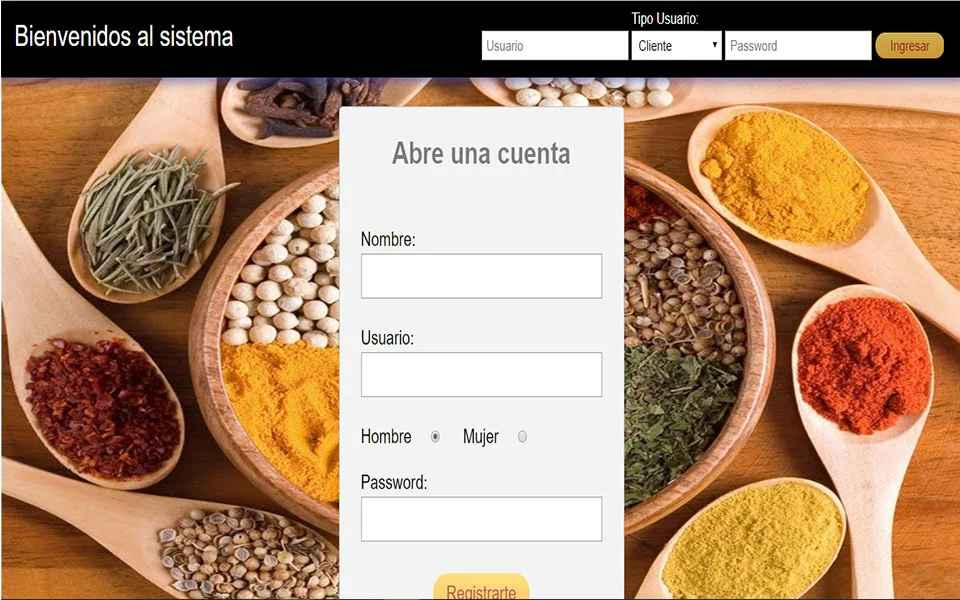 Bienvenidos al sistema
Tipo Usuario:
Usuario
Cliente
Password
Ingresar
Abre una cuenta
Nombre:
Usuario:
Hombre
Mujer
Password:
Registrarte